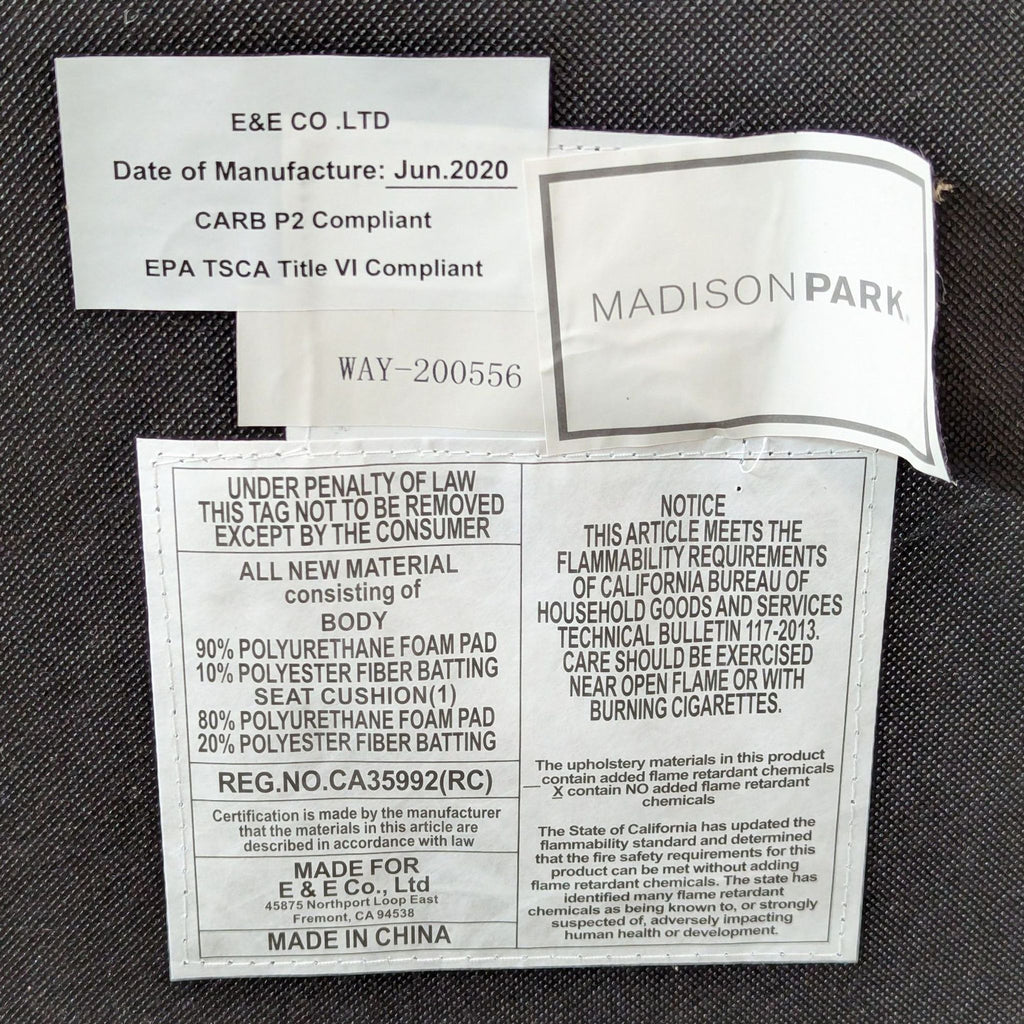 E&E CO .LTD
Date of Manufacture: Jun.2020
CARB P2 Compliant
EPA TSCA Title VI Compliant
MADISONPARK.
WAY-200556
UNDER PENALTY OF LAW
THIS TAG NOT TO BE REMOVED
EXCEPT BY THE CONSUMER
ALL NEW MATERIAL
consisting of
BODY
90% POLYURETHANE FOAM PAD
10% POLYESTER FIBER BATTING
SEAT CUSHION(1)
80% POLYURETHANE FOAM PAD
20% POLYESTER FIBER BATTING
REG.NO.CA35992(RC)
Certification is made by the manufacturer
that the materials in this article are
described in accordance with law
MADE FOR
E & E Co., Ltd
45875 Northport Loop East
Fremont, CA 94538
MADE IN CHINA
NOTICE
THIS ARTICLE MEETS THE
FLAMMABILITY REQUIREMENTS
OF CALIFORNIA BUREAU OF
HOUSEHOLD GOODS AND SERVICES
TECHNICAL BULLETIN 117-2013.
CARE SHOULD BE EXERCISED
NEAR OPEN FLAME OR WITH
BURNING CIGARETTES.
The upholstery materials in this product
__contain added flame retardant chemicals
X contain NO added flame retardant
chemicals
The State of California has updated the
flammability standard and determined
that the fire safety requirements for this
product can be met without adding
flame retardant chemicals. The state has
identified many flame retardant
chemicals as being known to, or strongly
suspected of, adversely impacting
human health or development.